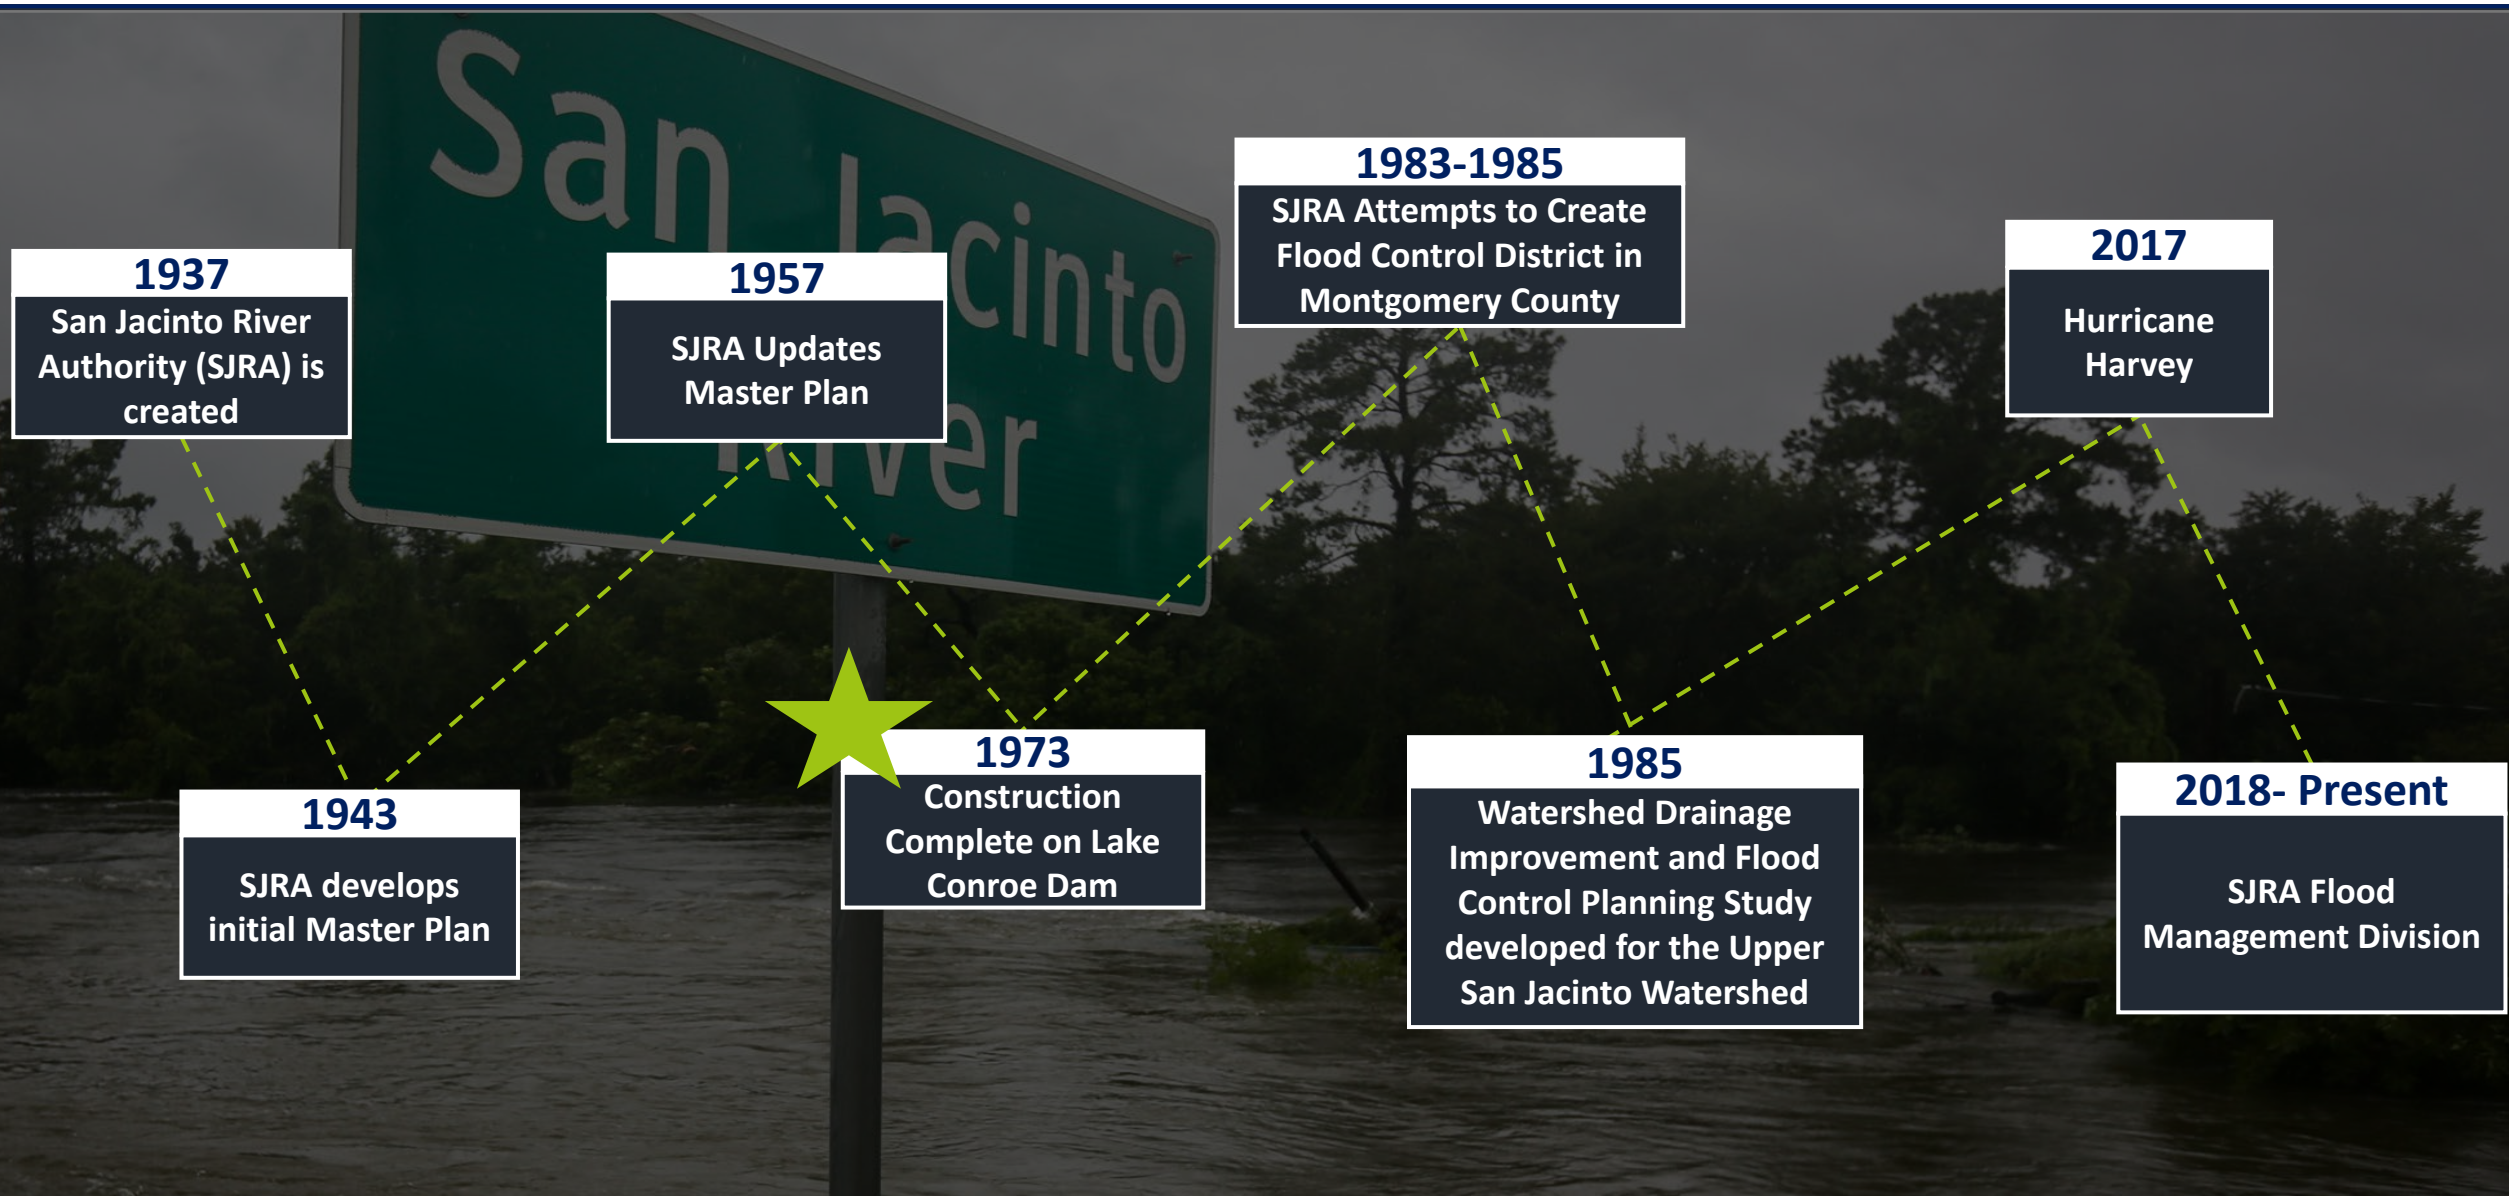 San Jacinto
River
1937
San Jacinto River
Authority (SJRA) is
created
1943
SJRA develops
initial Master Plan
1957
SJRA Updates
Master Plan
1973
Construction
Complete on Lake
Conroe Dam
1983-1985
SJRA Attempts to Create
Flood Control District in
Montgomery County
1985
Watershed Drainage
Improvement and Flood
Control Planning Study
developed for the Upper
San Jacinto Watershed
2017
Hurricane
Harvey
2018- Present
SJRA Flood
Management Division